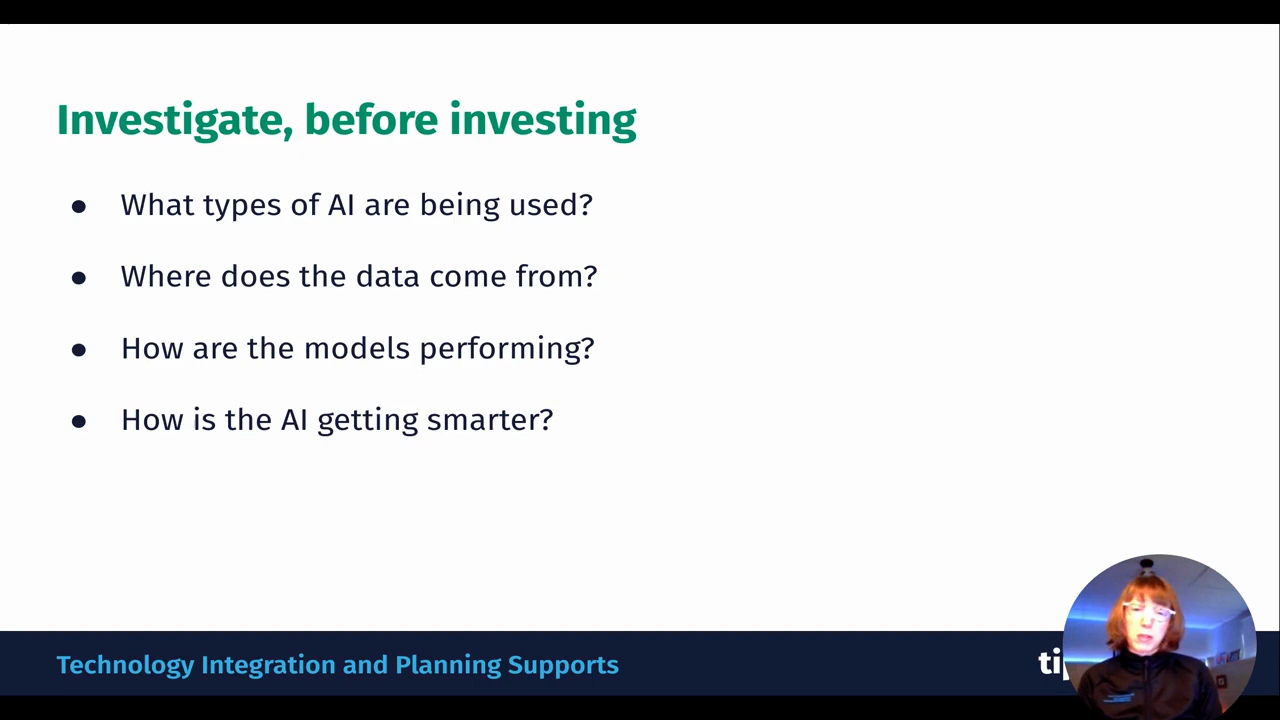 Investigate, before investing
● What types of AI are being used?
● Where does the data come from?
● How are the models performing?
● How is the AI getting smarter?
Technology Integration and Planning Supports